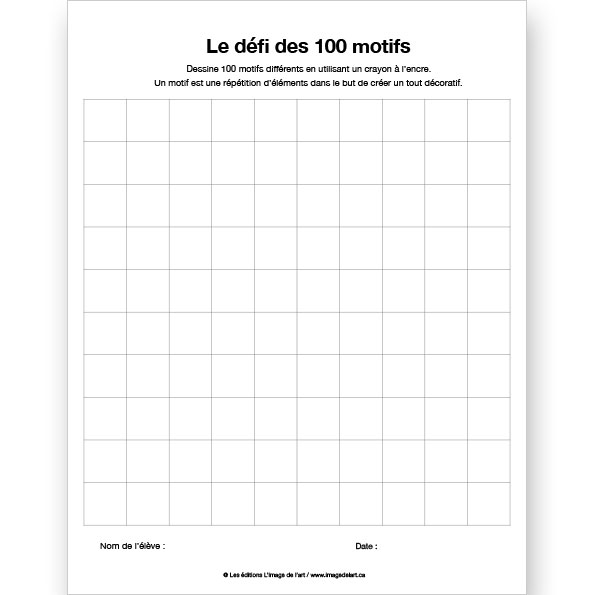 Le défi des 100 motifs
Dessine 100 motifs différents en utilisant un crayon à l'encre.
Un motif est une répétition d'éléments dans le but de créer un tout décoratif.
Nom de l'élève : Date :
© Les éditions L'image de l'art / www.imagedelart.ca